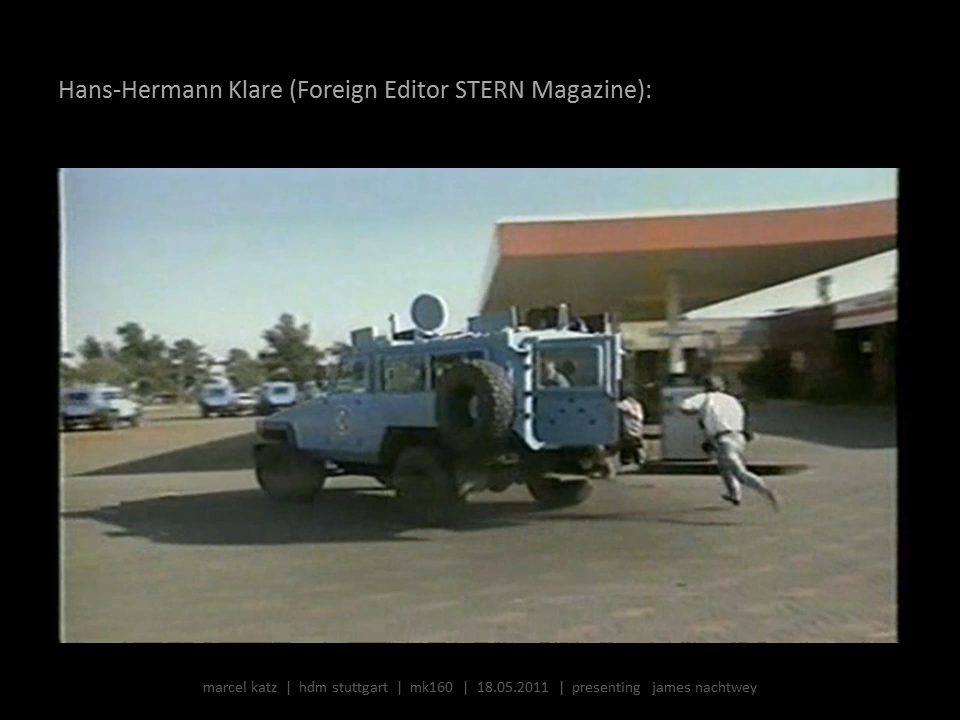 Hans-Hermann Klare (Foreign Editor STERN Magazine):
marcel katz | hdm stuttgart | mk160 | 18.05.2011 | presenting james nachtwey